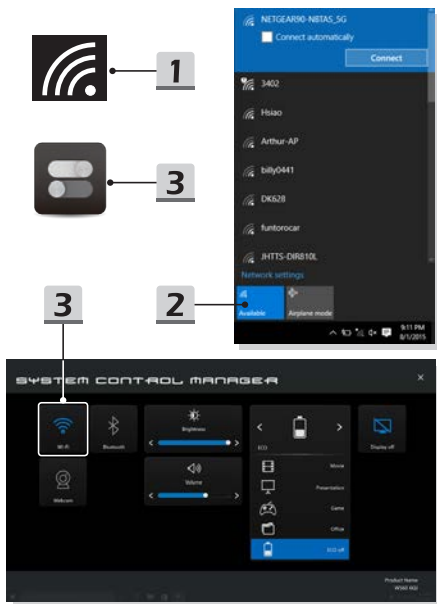 1
3
3
2
NETGEAR90-NBTAS_5G
Connect automatically
Connect
3402
Hsiao
Arthur-AP
billy0441
DK628
funtorocar
JHTTS-DIR810L
Network settings
Available
Airplane mode
9:11 PM
8/1/2015
SYSTEM CONTROL MANAGER
Wi-Fi
Bluetooth
Brightness
Webcam
Volume
ECO
Movie
Presentation
Game
Office
ECO off
Display off
Product Name